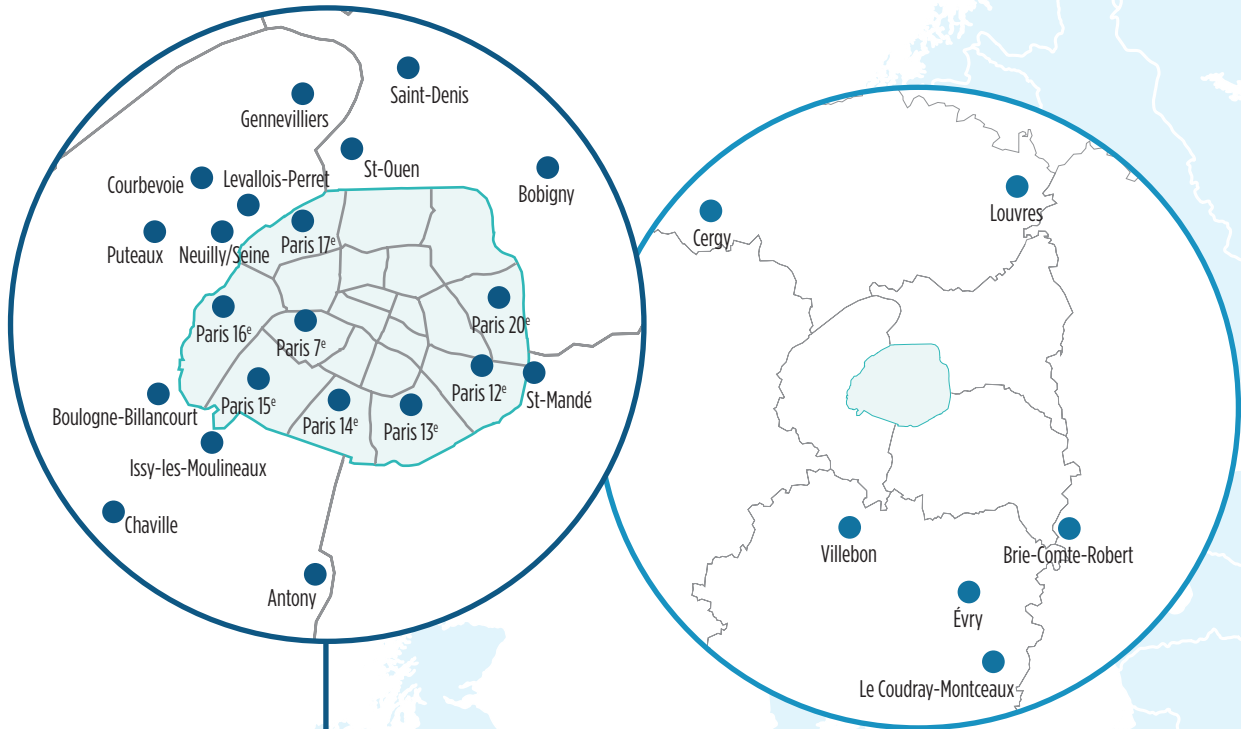 Saint-Denis
Gennevilliers
St-Ouen
Bobigny
Courbevoie
Levallois-Perret
Puteaux
Neuilly/Seine
Paris 17e
Paris 16e
Paris 7e
Paris 20e
Paris 15e
Paris 14e
Paris 13e
Paris 12e
St-Mandé
Boulogne-Billancourt
Issy-les-Moulineaux
Chaville
Antony
Cergy
Louvres
Villebon
Brie-Comte-Robert
Évry
Le Coudray-Montceaux